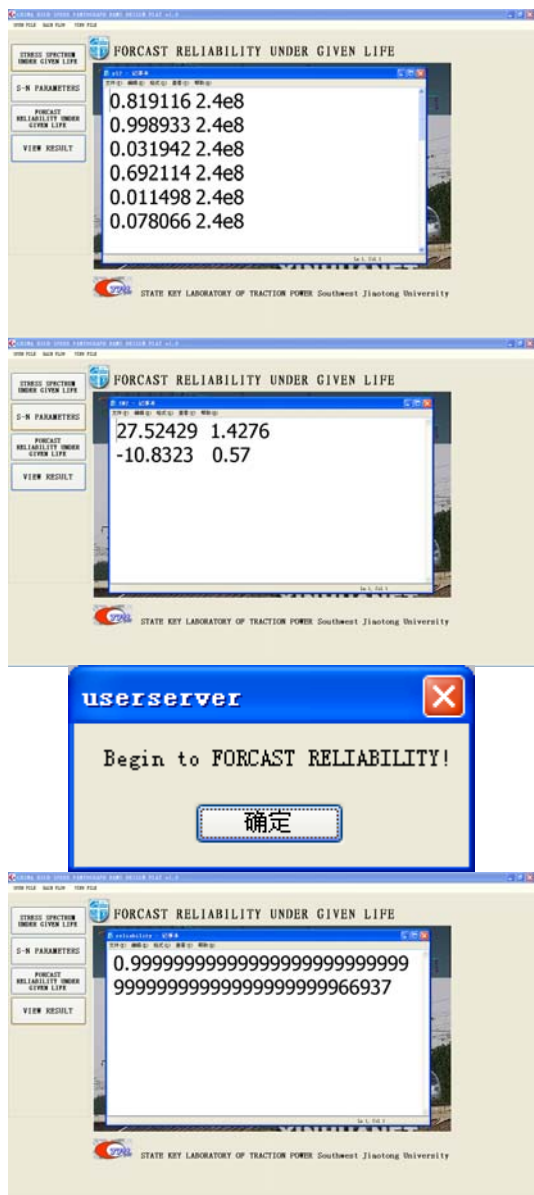 STRESS SPECTRUM
UNDER GIVEN LIFE
S-N PARAMETERS
FORCAST
RELIABILITY UNDER
GIVEN LIFE
VIEW RESULT
FORCAST RELIABILITY UNDER GIVEN LIFE
0.819116 2.4e8
0.998933 2.4e8
0.031942 2.4e8
0.692114 2.4e8
0.011498 2.4e8
0.078066 2.4e8
XINHUANET
STATE KEY LABORATORY OF TRACTION POWER Southwest Jiaotong University
STRESS SPECTRUM
UNDER GIVEN LIFE
S-N PARAMETERS
FORCAST
RELIABILITY UNDER
GIVEN LIFE
VIEW RESULT
FORCAST RELIABILITY UNDER GIVEN LIFE
27.52429 1.4276
-10.8323 0.57
STATE KEY LABORATORY OF TRACTION POWER Southwest Jiaotong University
userserver
Begin to FORCAST RELIABILITY!
确定
STRESS SPECTRUM
UNDER GIVEN LIFE
S-N PARAMETERS
FORCAST
RELIABILITY UNDER
GIVEN LIFE
VIEW RESULT
FORCAST RELIABILITY UNDER GIVEN LIFE
STATE KEY LABORATORY OF TRACTION POWER Southwest Jiaotong University